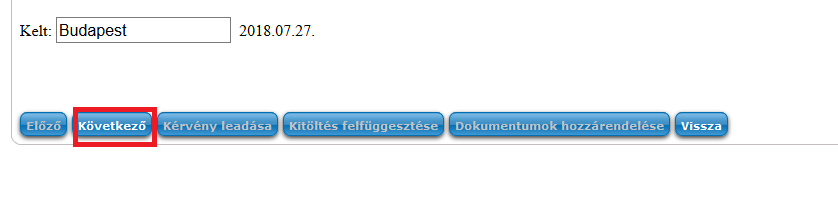 Kelt: Budapest 2018.07.27.
Előző Következő Kérvény leadása Kitöltés felfüggesztése Dokumentumok hozzárendelése Vissza